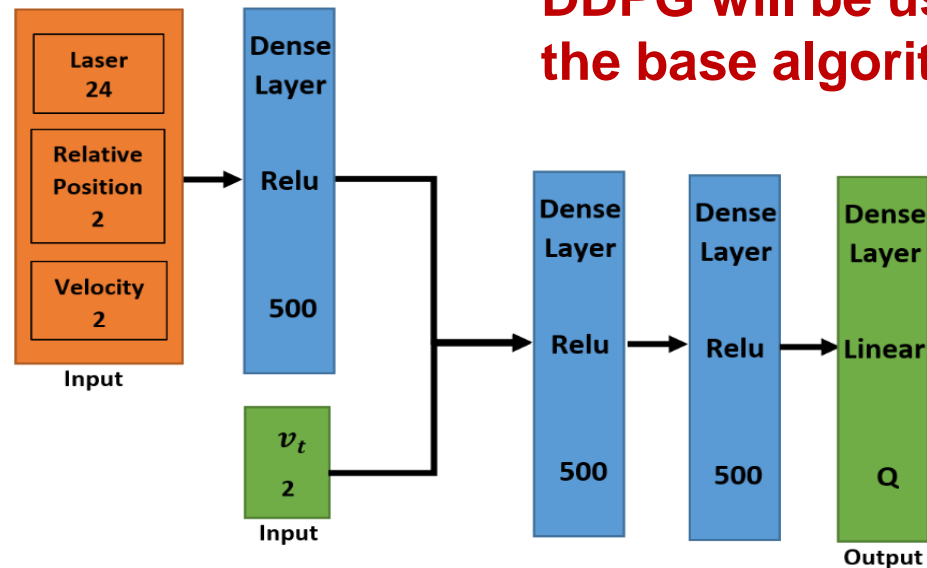 DDPG will be us
the base algorit
Laser
24
Relative
Position
2
Velocity
2
Input
Dense
Layer
Relu
500
v_t
2
Input
Dense
Layer
Relu
500
Dense
Layer
Relu
500
Dense
Layer
Linear
Q
Output